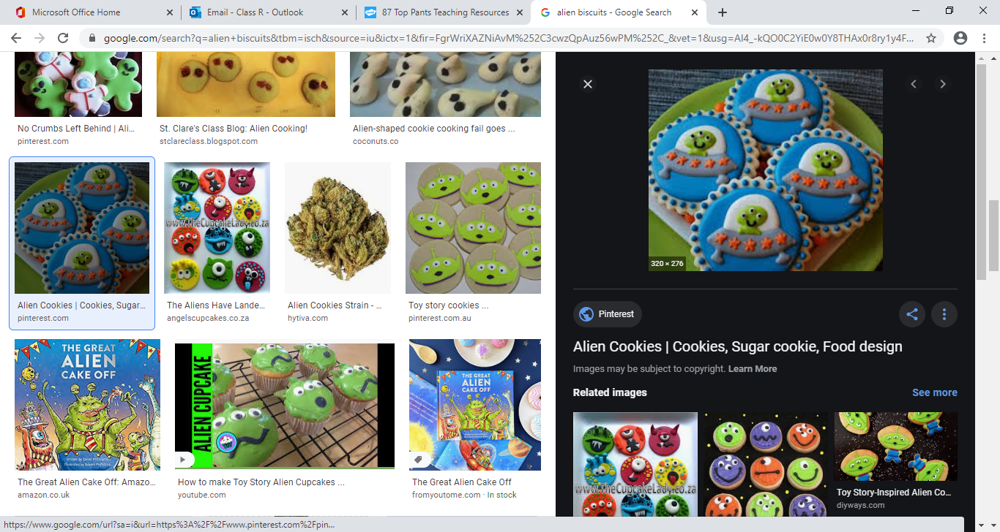 Microsoft Office Home
Email - Class R - Outlook
87 Top Pants Teaching Resources
alien biscuits - Google Search
google.com/search?q=alien+biscuits&tbm=isch&source=iu&ictx=1&fir=FgrWriXAZNiAvM%252C3cwzQpAuz56wPM%252C_&vet=1&usg=AI4_-kQO0C2YiE0w0Y8THAx0r8ry1y4F...
No Crumbs Left Behind | Ali...
pinterest.com
St. Clare's Class Blog: Alien Cooking!
stclareclass.blogspot.com
Alien-shaped cookie cooking fail goes ...
coconuts.co
www.TheCupcakeLady.co.za
Alien Cookies | Cookies, Sugar...
pinterest.com
The Aliens Have Lande...
angelscupcakes.co.za
Alien Cookies Strain - ...
hytiva.com
Toy story cookies ...
pinterest.com.au
THE GREAT
ALIEN
CAKE OFF
ALIEN CUPCAKE
THE GREAT
ALIEN
CAKE OFF
The Great Alien Cake Off: Amazo...
amazon.co.uk
How to make Toy Story Alien Cupcakes ...
youtube.com
The Great Alien Cake Off
fromyoutome.com · In stock
320 × 276
Pinterest
Alien Cookies | Cookies, Sugar cookie, Food design
Images may be subject to copyright. Learn More
Related images
See more
www.TheCupcakeLady.co.za
Toy Story-Inspired Alien Co...
diyways.com
https://www.google.com/url?sa=i&url=https%3A%2F%2Fwww.pinterest.com%2Fpin...